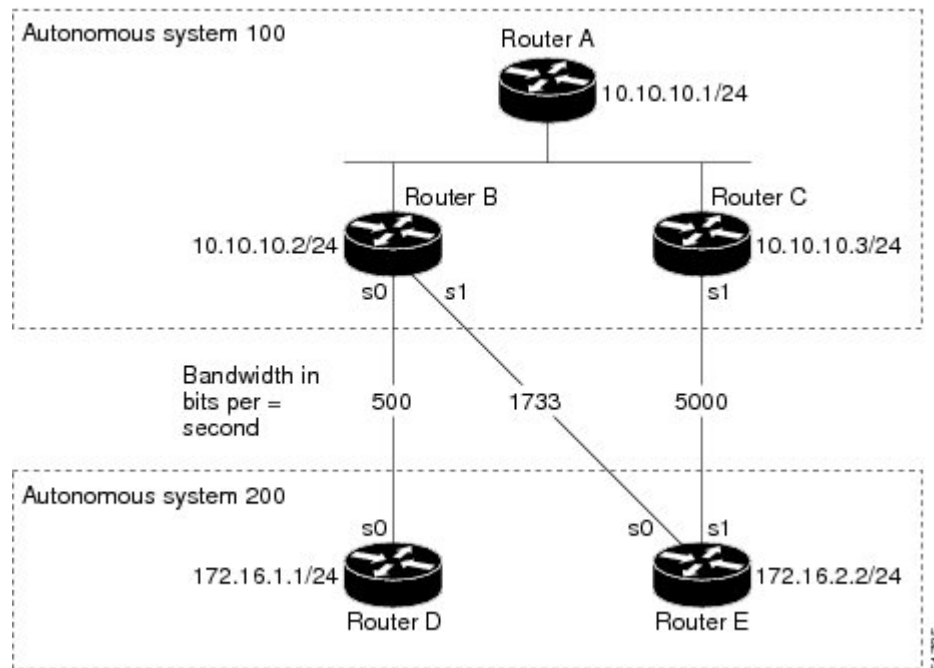 Autonomous system 100
Router A
10.10.10.1/24
Router B
Router C
10.10.10.2/24
10.10.10.3/24
s0
s1
s1
Bandwidth in
bits per =
second
500
1733
5000
Autonomous system 200
s0
s0
s1
172.16.1.1/24
172.16.2.2/24
Router D
Router E